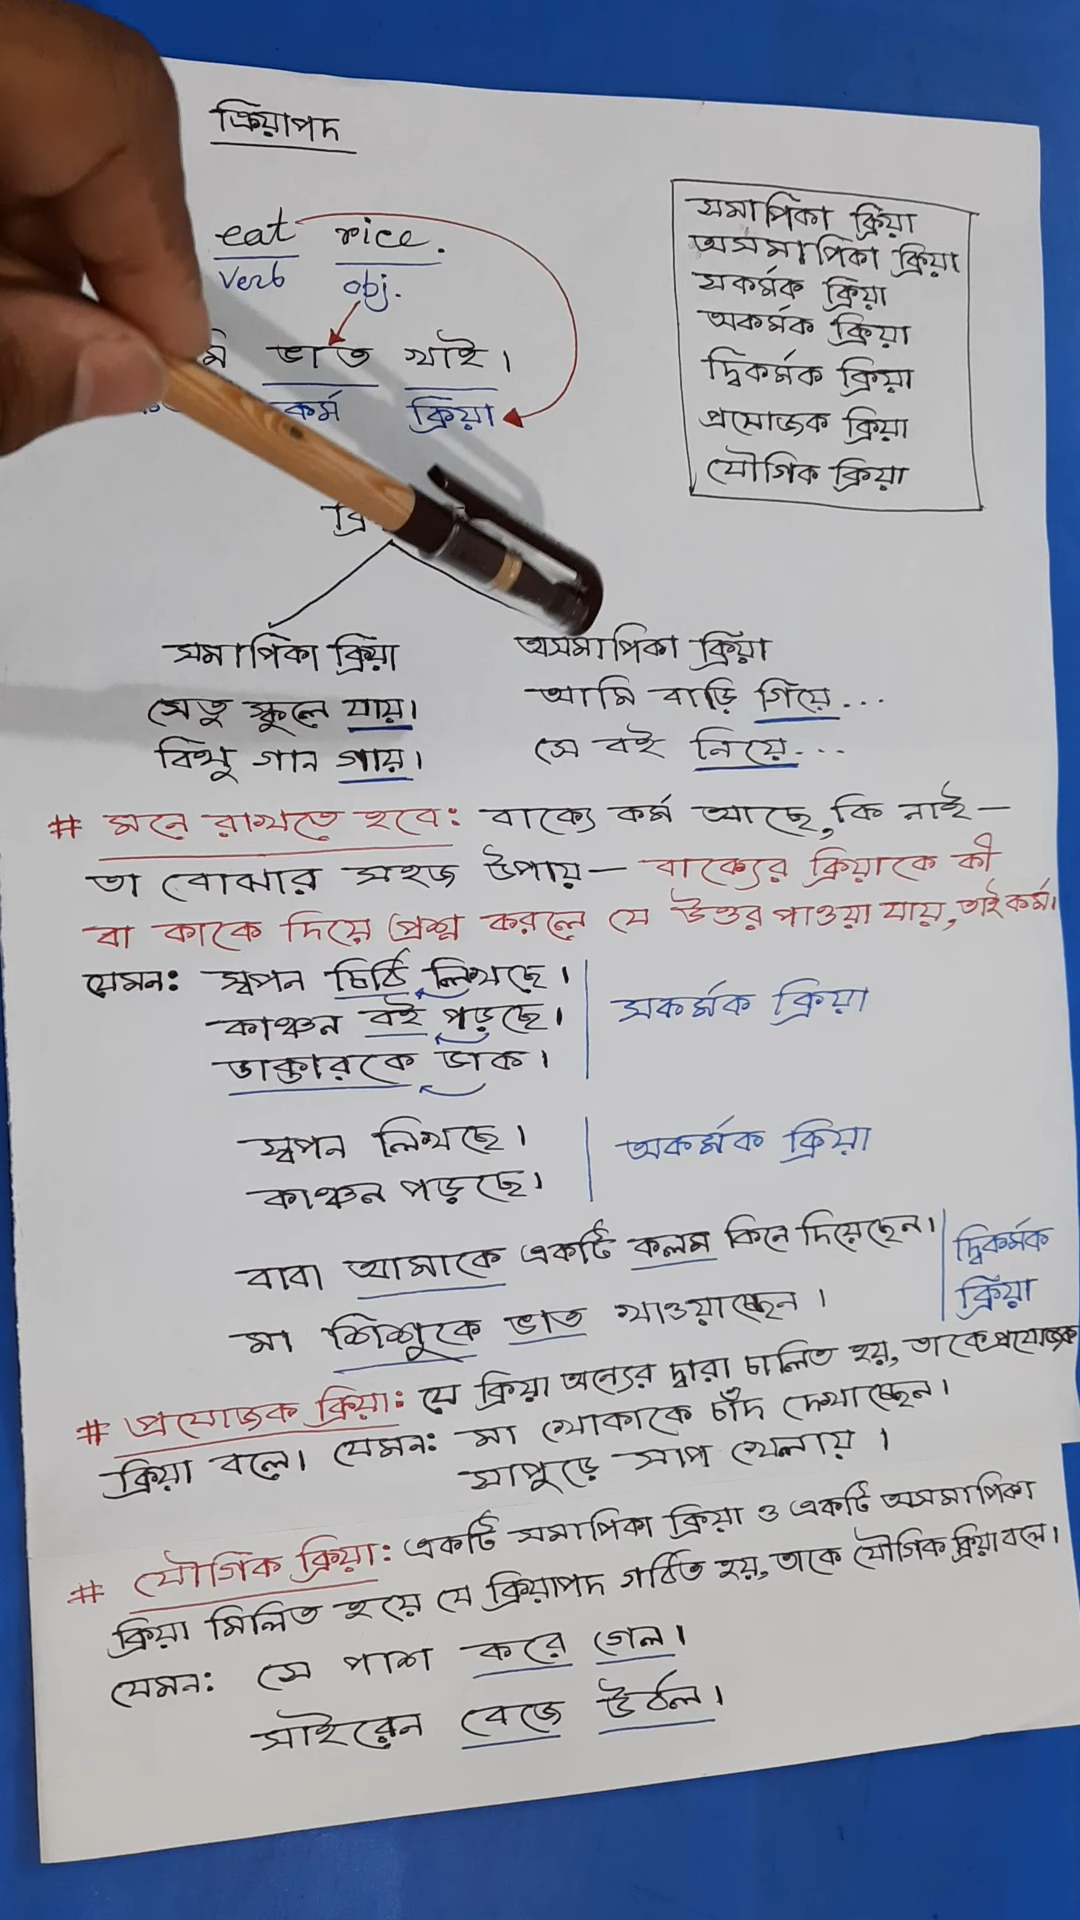 ক্রিয়াপদ
eat rice.
verb obj.
ভাত খাই।
কর্ম ক্রিয়া
সমাপিকা ক্রিয়া
অসমাপিকা ক্রিয়া
সকর্মক ক্রিয়া
অকর্মক ক্রিয়া
দ্বিকর্মক ক্রিয়া
প্রযোজক ক্রিয়া
যৌগিক ক্রিয়া
সমাপিকা ক্রিয়া
সেতু স্কুলে যায়।
বিথু গান গায়।
অসমাপিকা ক্রিয়া
আমি বাড়ি গিয়ে...
সে বই নিয়ে...
# মনে রাখতে হবে: বাক্যে কর্ম আছে, কি নাই –
তা বোঝার সহজ উপায় – বাক্যের ক্রিয়াকে কী
বা কাকে দিয়ে প্রশ্ন করলে যে উত্তর পাওয়া যায়, তাই কর্ম।
যেমন: স্বপন চিঠি লিখছে।
কাঞ্চন বই পড়ছে।
ডাক্তারকে ডাক।
সকর্মক ক্রিয়া
স্বপন লিখছে।
কাঞ্চন পড়ছে।
অকর্মক ক্রিয়া
বাবা আমাকে একটি কলম কিনে দিয়েছেন।
মা শিশুকে ভাত খাওয়াচ্ছেন।
দ্বিকর্মক
ক্রিয়া
# প্রযোজক ক্রিয়া: যে ক্রিয়া অন্যের দ্বারা চালিত হয়, তাকে প্রযোজক
ক্রিয়া বলে। যেমন: মা খোকাকে চাঁদ দেখাচ্ছেন।
সাপুড়ে সাপ খেলায়।
# যৌগিক ক্রিয়া: একটি সমাপিকা ক্রিয়া ও একটি অসমাপিকা
ক্রিয়া মিলিত হয়ে যে ক্রিয়াপদ গঠিত হয়, তাকে যৌগিক ক্রিয়া বলে।
যেমন: সে পাশ করে গেল।
সাইরেন বেজে উঠল।